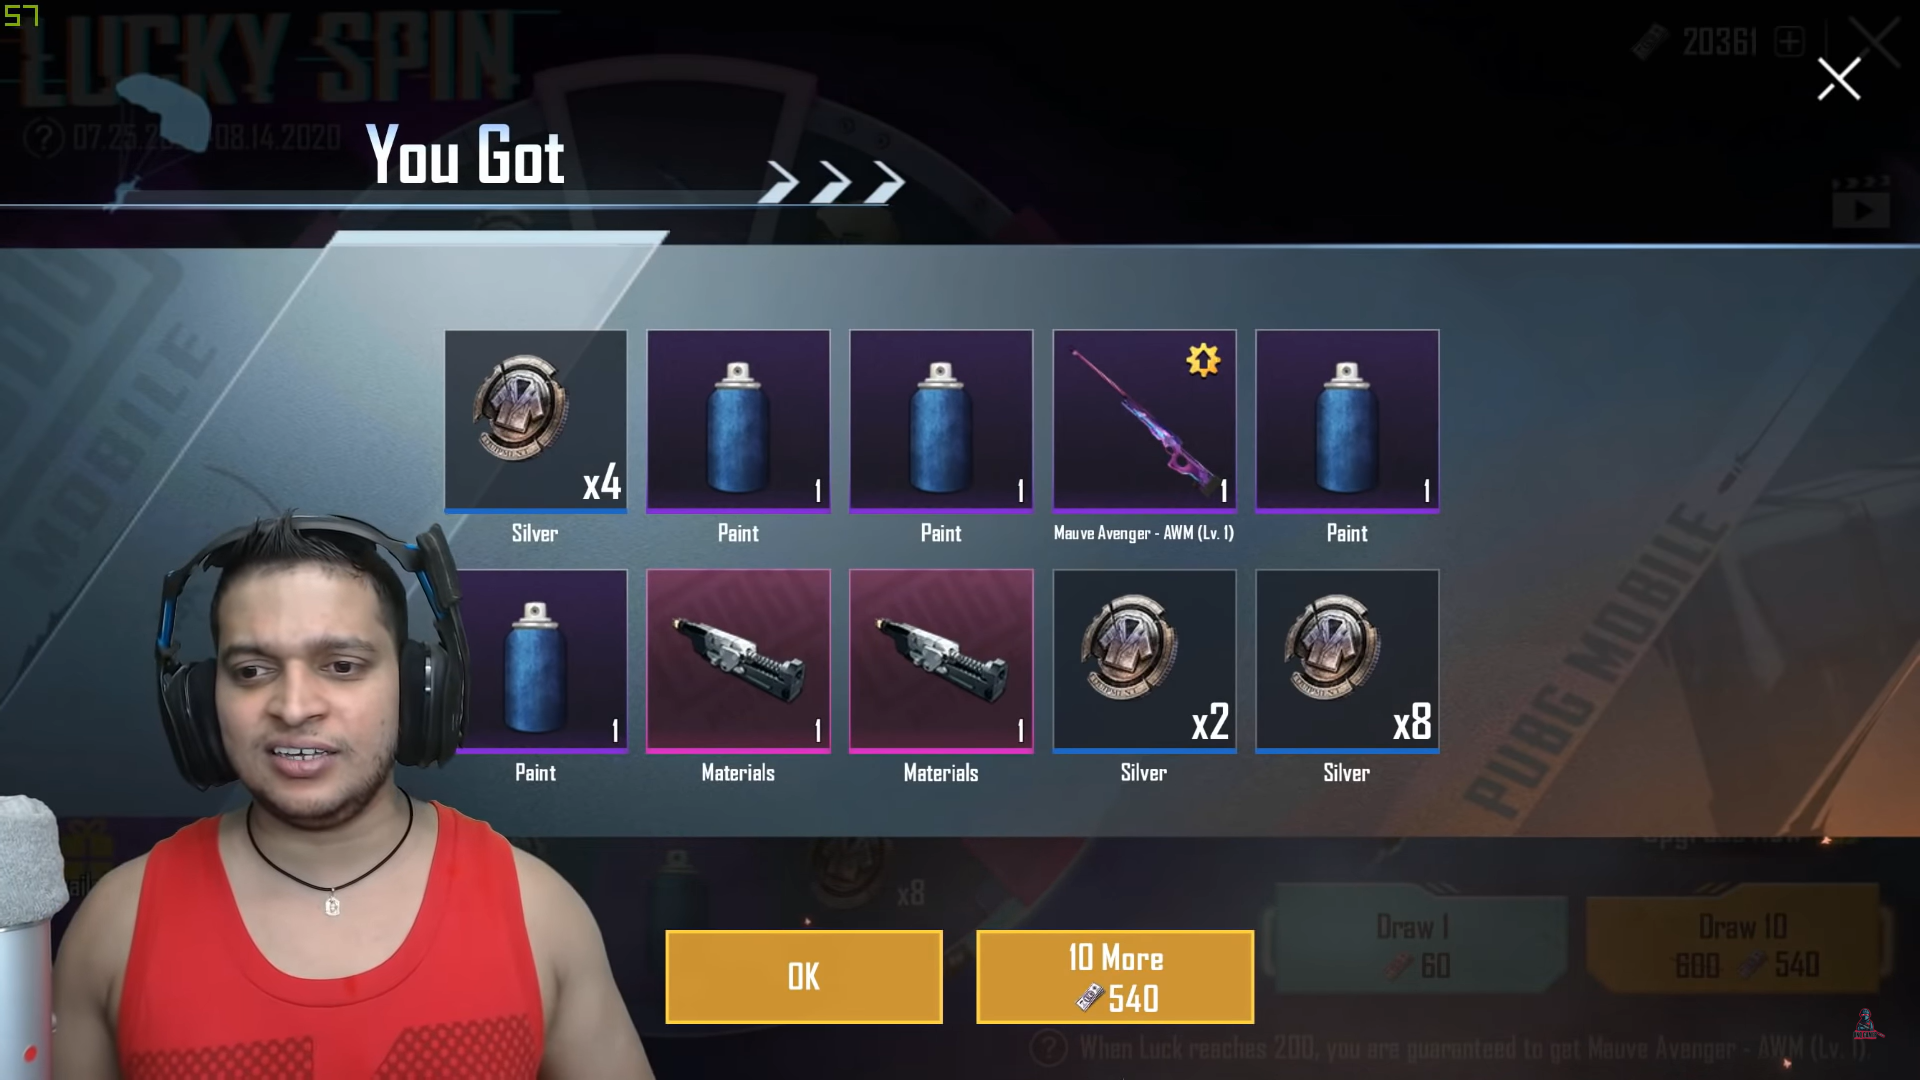 57
LUCKY SPIN
20361
08.14.2020
You Got
x4
1
1
1
1
Silver
Paint
Paint
Mauve Avenger - AWM (Lv. 1)
Paint
1
1
1
x2
x8
Paint
Materials
Materials
Silver
Silver
MOBILE
PUBG MOBILE
x8
OK
10 More
540
Draw 1
60
Draw 10
600 540
When Luck reaches 200, you are guaranteed to get Mauve Avenger - AWM (Lv. 1).